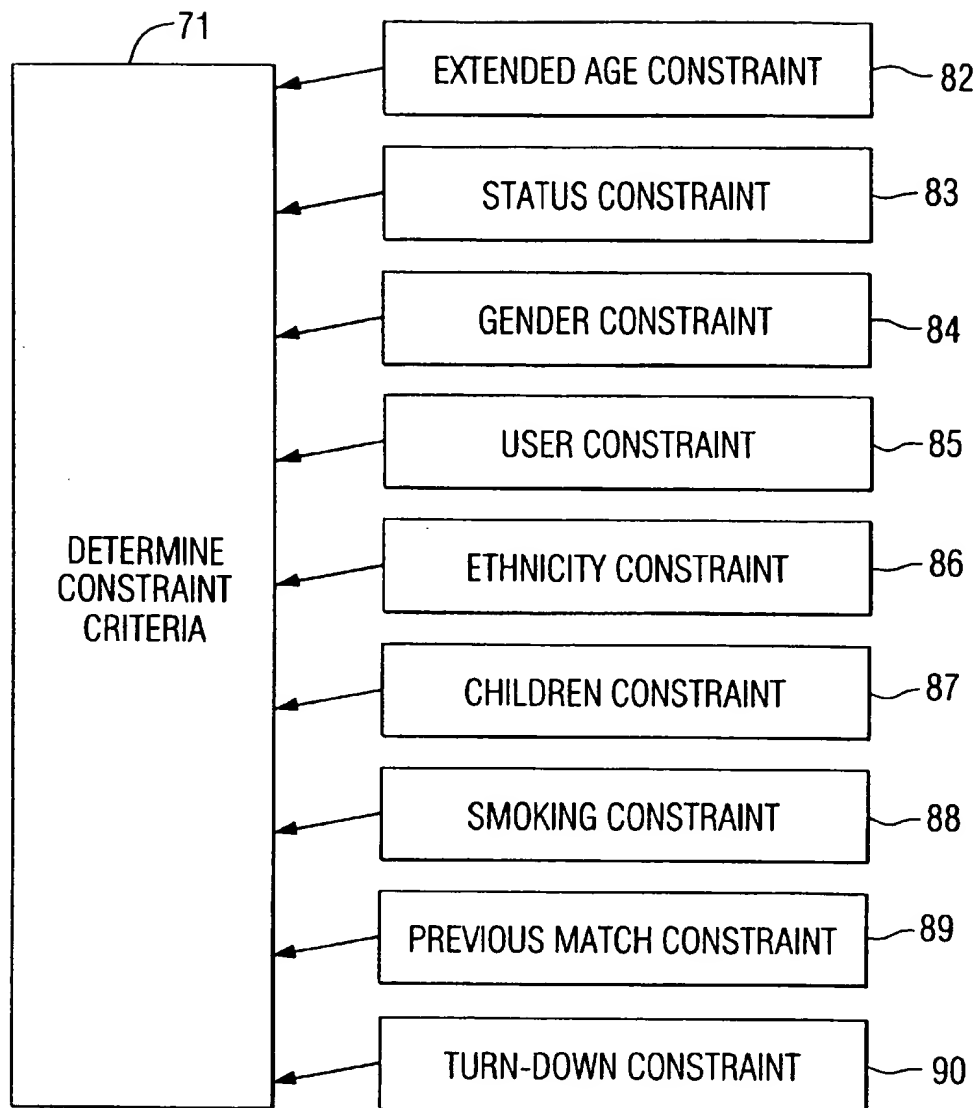 71
EXTENDED AGE CONSTRAINT
82
STATUS CONSTRAINT
83
GENDER CONSTRAINT
84
USER CONSTRAINT
85
DETERMINE
CONSTRAINT
CRITERIA
ETHNICITY CONSTRAINT
86
CHILDREN CONSTRAINT
87
SMOKING CONSTRAINT
88
PREVIOUS MATCH CONSTRAINT
89
TURN-DOWN CONSTRAINT
90